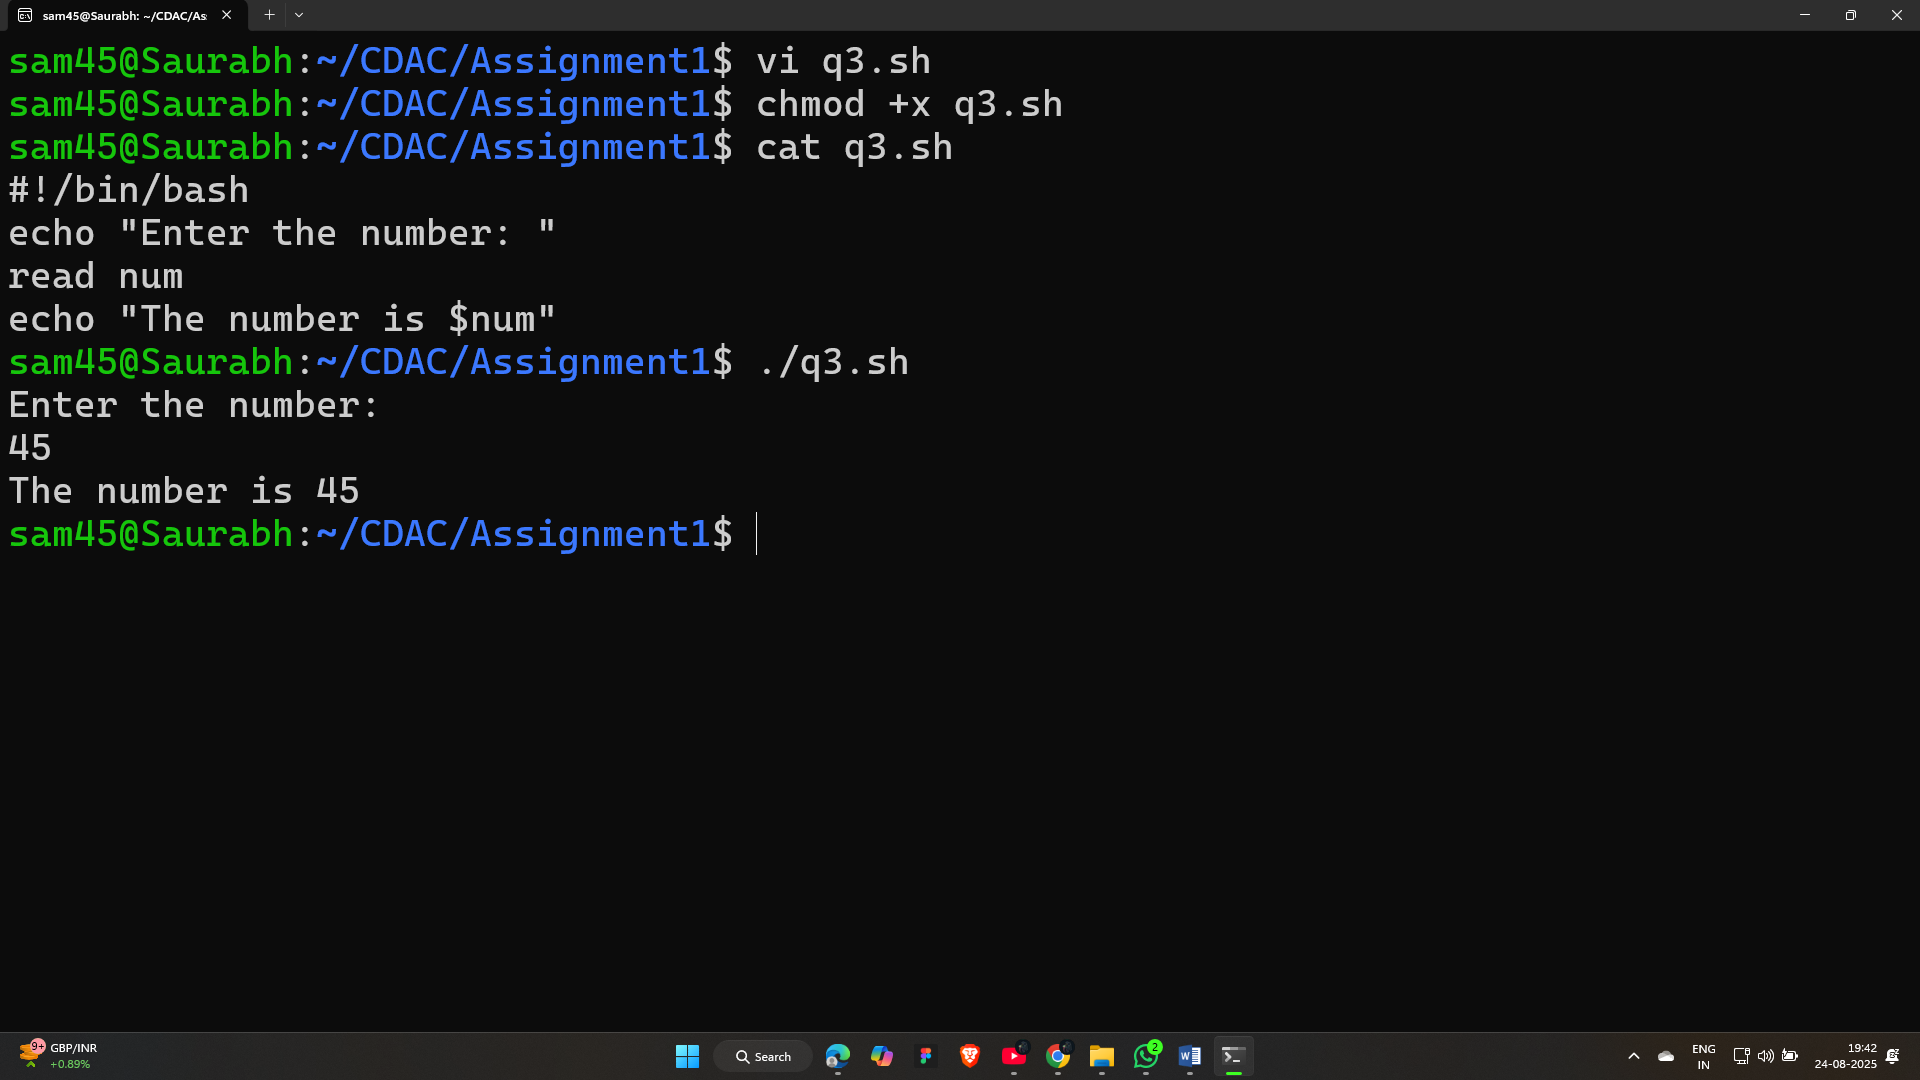 sam45@Saurabh: ~/CDAC/As
sam45@Saurabh:~/CDAC/Assignment1$ vi q3.sh
sam45@Saurabh:~/CDAC/Assignment1$ chmod +x q3.sh
sam45@Saurabh:~/CDAC/Assignment1$ cat q3.sh
#!/bin/bash
echo "Enter the number: "
read num
echo "The number is $num"
sam45@Saurabh:~/CDAC/Assignment1$ ./q3.sh
Enter the number:
45
The number is 45
sam45@Saurabh:~/CDAC/Assignment1$
9+
GBP/INR
+0.89%
Search
2
ENG
IN
19:42
24-08-2025